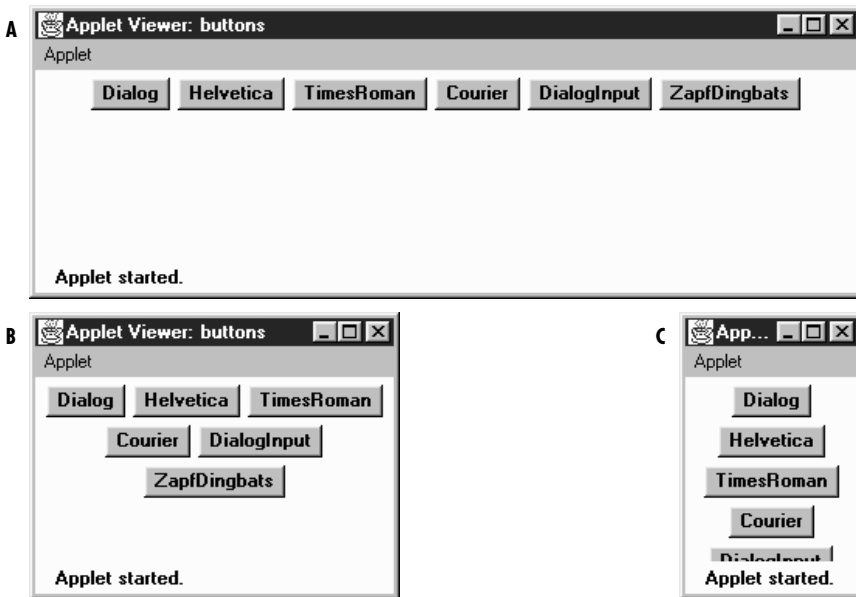 A
Applet Viewer: buttons
Applet
Dialog Helvetica TimesRoman Courier DialogInput ZapfDingbats
Applet started.
B
Applet Viewer: buttons
Applet
Dialog Helvetica TimesRoman
Courier DialogInput
ZapfDingbats
Applet started.
C
App...
Applet
Dialog
Helvetica
TimesRoman
Courier
DialogInput
Applet started.